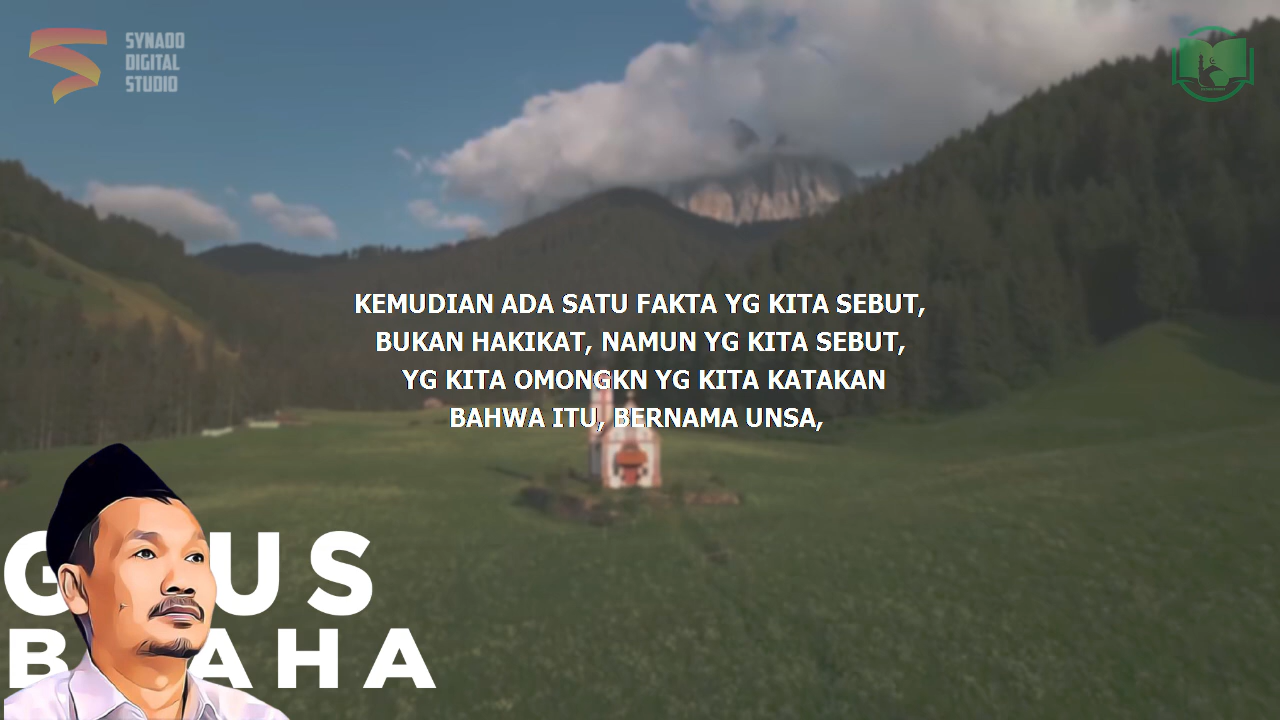 SYNADO
DIGITAL
STUDIO
KEMUDIAN ADA SATU FAKTA YG KITA SEBUT,
BUKAN HAKIKAT, NAMUN YG KITA SEBUT,
YG KITA OMONGKN YG KITA KATAKAN
BAHWA ITU, BERNAMA UNSA,
GUS
BAHA